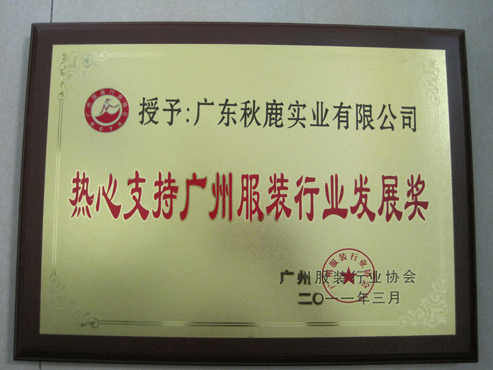 授予:广东秋鹿实业有限公司
热心支持广州服装行业发展奖
广州服装行业协会
二〇一一年三月